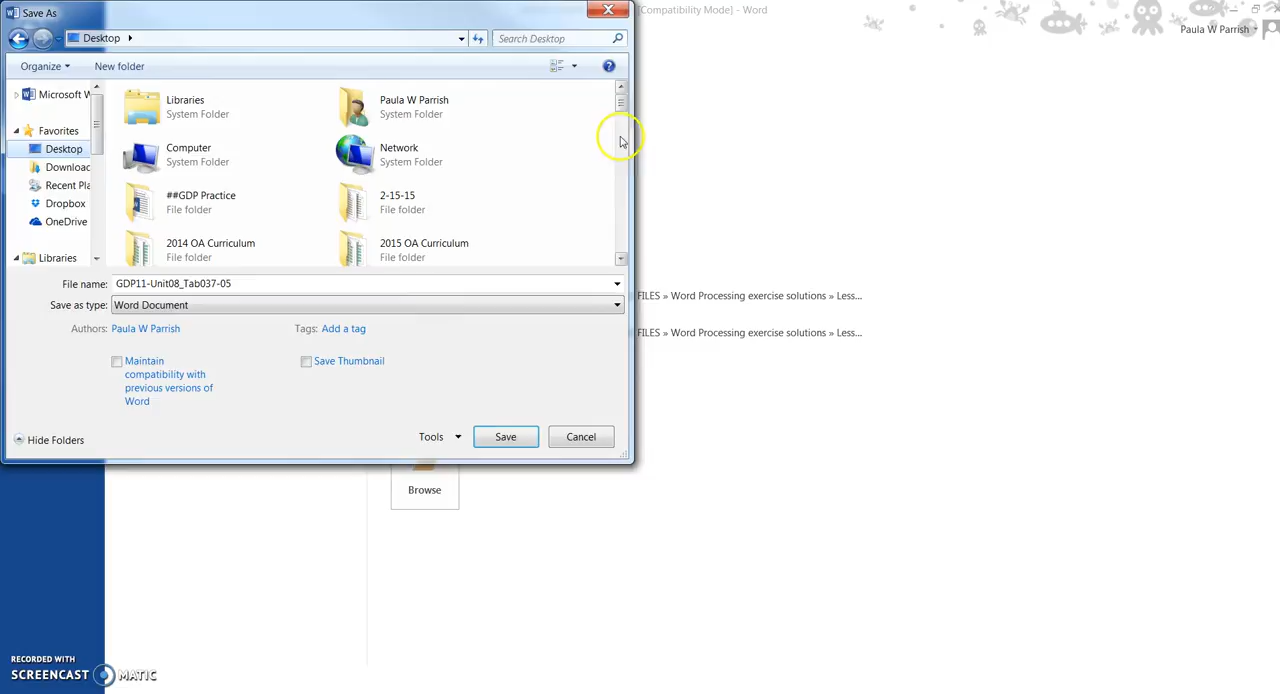 Save As
[Compatibility Mode] - Word
Paula W Parrish
Desktop
Search Desktop
Organize
New folder
Microsoft W
Favorites
Desktop
Downloac
Recent Pla
Dropbox
OneDrive
Libraries
Libraries
System Folder
Paula W Parrish
System Folder
Computer
System Folder
Network
System Folder
##GDP Practice
File folder
2-15-15
File folder
2014 OA Curriculum
File folder
2015 OA Curriculum
File folder
File name: GDP11-Unit08_Tab037-05
Save as type: Word Document
FILES » Word Processing exercise solutions » Less...
FILES » Word Processing exercise solutions » Less...
Authors: Paula W Parrish
Tags: Add a tag
Maintain
compatibility with
previous versions of
Word
Save Thumbnail
Hide Folders
Tools
Save
Cancel
Browse
RECORDED WITH
SCREENCAST MATIC